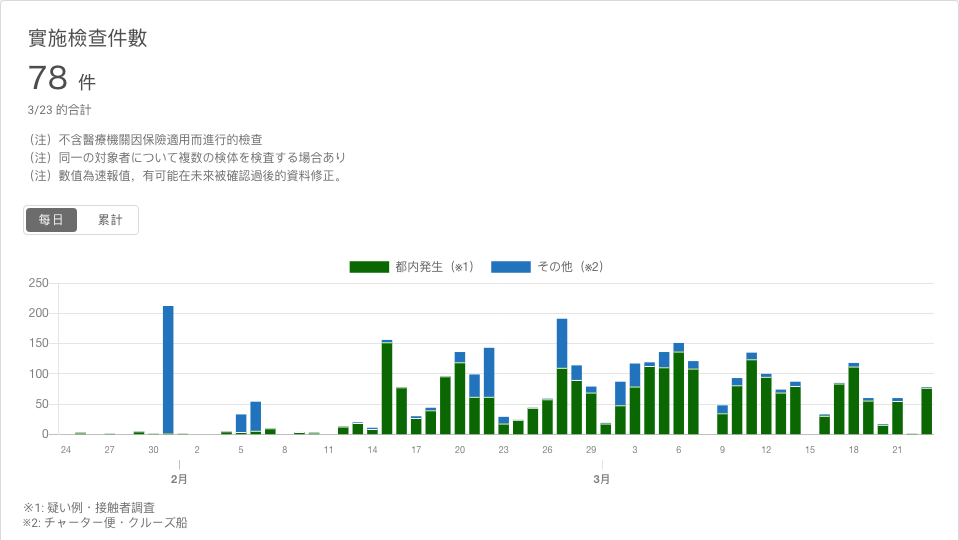 實施檢查件數
78 件
3/23 的合計
（注）不含醫療機關因保險適用而進行的檢查
（注）同一の対象者について複数の検体を検査する場合あり
（注）數值為速報值，有可能在未來被確認過後的資料修正。
每日 累計
都内発生（※1） その他（※2）
250
200
150
100
50
0
24 27 30 2 5 8 11 14 17 20 23 26 29 3 6 9 12 15 18 21
2月 3月
※1: 疑い例・接触者調査
※2: チャーター便・クルーズ船